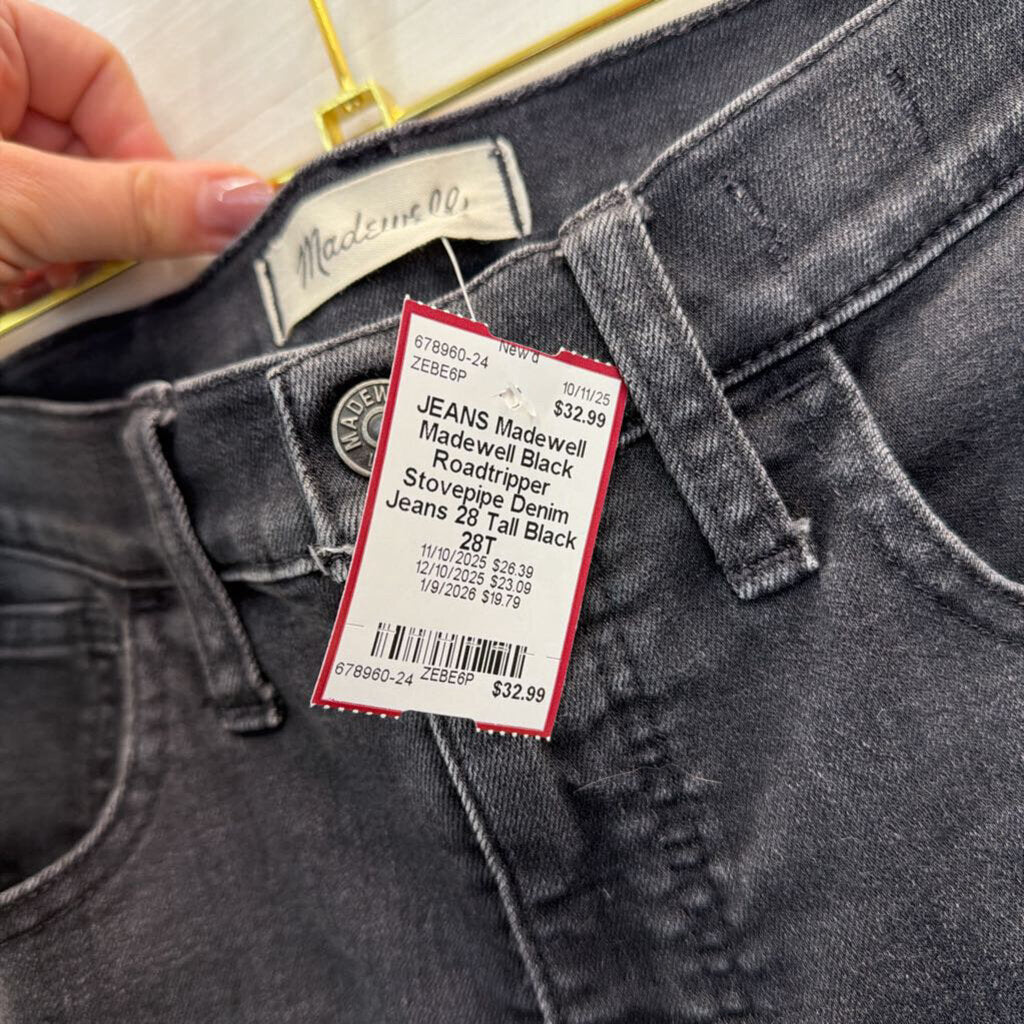 Madewell
MADEW
678960-24 New'd
ZEBE6P 10/11/25
$32.99
JEANS Madewell
Madewell Black
Roadtripper
Stovepipe Denim
Jeans 28 Tall Black
28T
11/10/2025 $26.39
12/10/2025 $23.09
1/9/2026 $19.79
678960-24 ZEBE6P $32.99